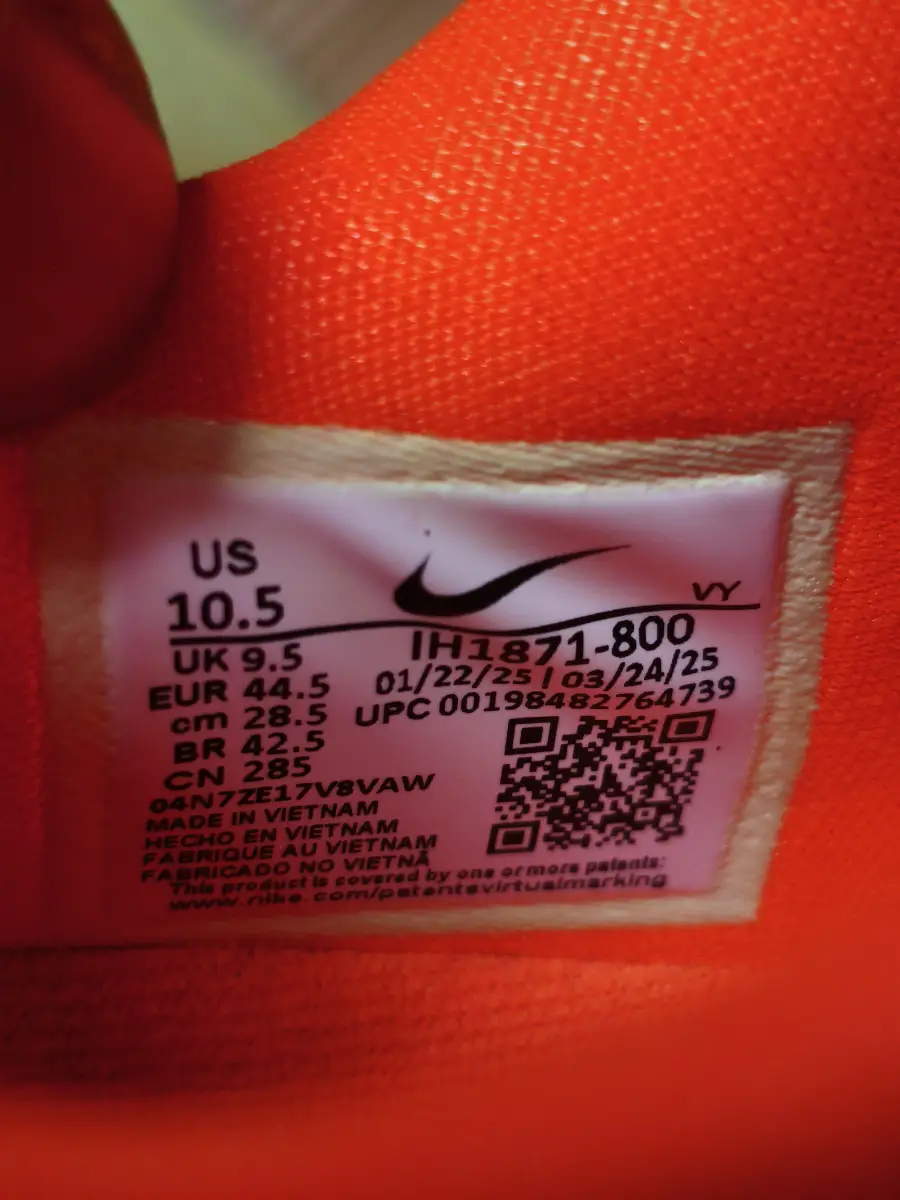 US
10.5
VY
IH1871-800
UK 9.5
01/22/25 / 03/24/25
EUR 44.5
UPC 00198482764739
cm 28.5
BR 42.5
CN 285
04N7ZE17V8VAW
MADE IN VIETNAM
HECHO EN VIETNAM
FABRIQUE AU VIETNAM
FABRICADO NO VIETNÃ
This product is covered by one or more patents:
www.nike.com/patentsvirtualmarking